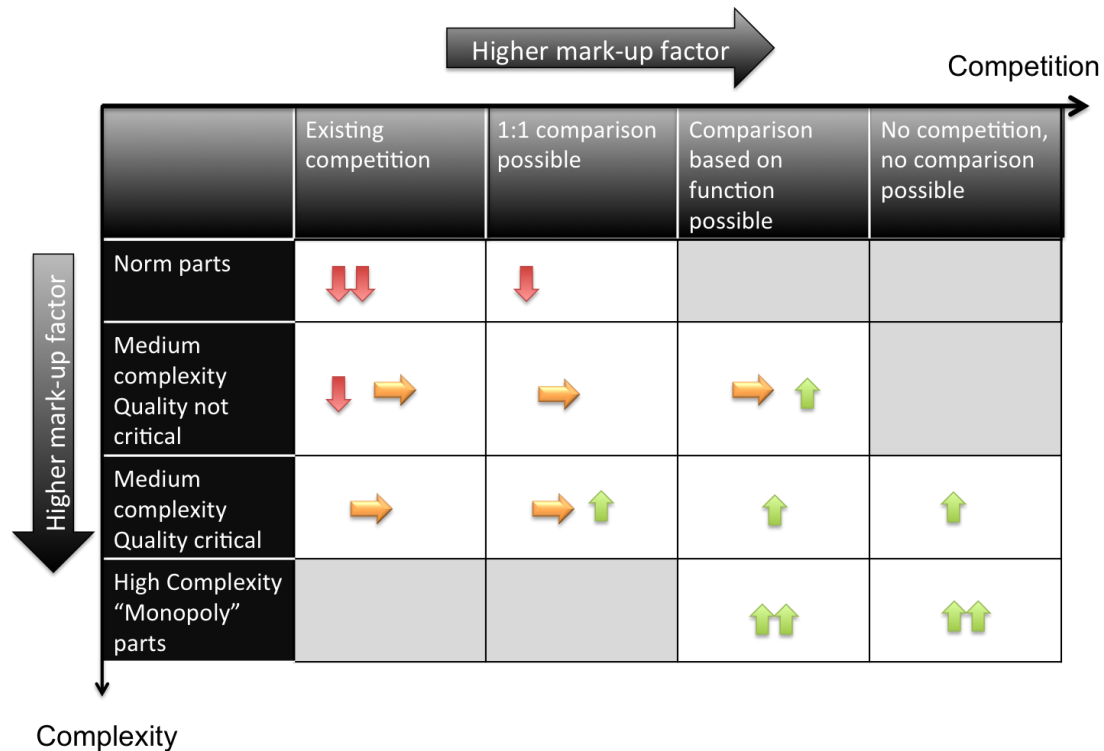 Higher mark-up factor
Competition
Existing
competition
1:1 comparison
possible
Comparison
based on
function
possible
No competition,
no comparison
possible
Higher mark-up factor
Norm parts
Medium
complexity
Quality not
critical
Medium
complexity
Quality critical
High Complexity
“Monopoly”
parts
Complexity